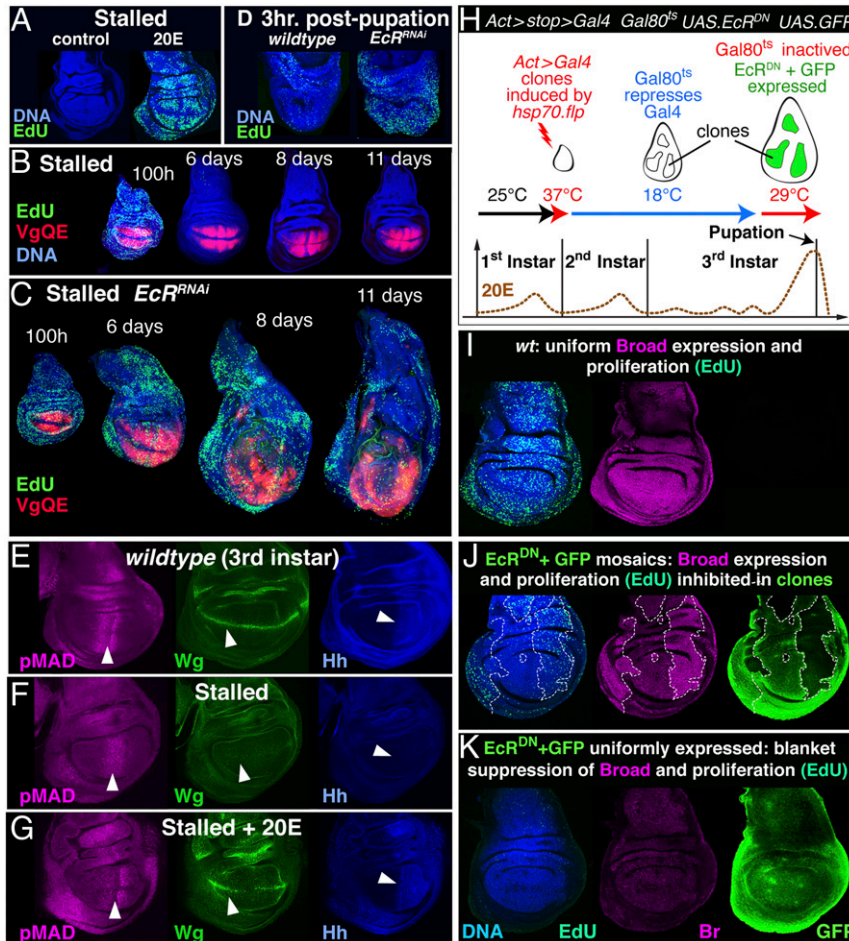 A
Stalled
control 20E
DNA
EdU
D 3hr. post-pupation
wildtype EcR^RNAi
DNA
EdU
B Stalled
100h 6 days 8 days 11 days
EdU
VgQE
DNA
C Stalled EcR^RNAi
100h 6 days 8 days 11 days
EdU
VgQE
E wildtype (3rd instar)
pMAD Wg Hh
F Stalled
pMAD Wg Hh
G Stalled + 20E
pMAD Wg Hh
H Act>stop>Gal4 Gal80^ts UAS.EcR^DN UAS.GFP
Act>Gal4
clones
induced by
hsp70.flp
Gal80^ts
represses
Gal4
Gal80^ts inactived
EcR^DN + GFP
expressed
clones
25°C 37°C 18°C 29°C
Pupation
1st Instar 2nd Instar 3rd Instar
20E
I wt: uniform Broad expression and
proliferation (EdU)
J EcR^DN+ GFP mosaics: Broad expression
and proliferation (EdU) inhibited in clones
K EcR^DN+GFP uniformly expressed: blanket
suppression of Broad and proliferation (EdU)
DNA EdU Br GFP